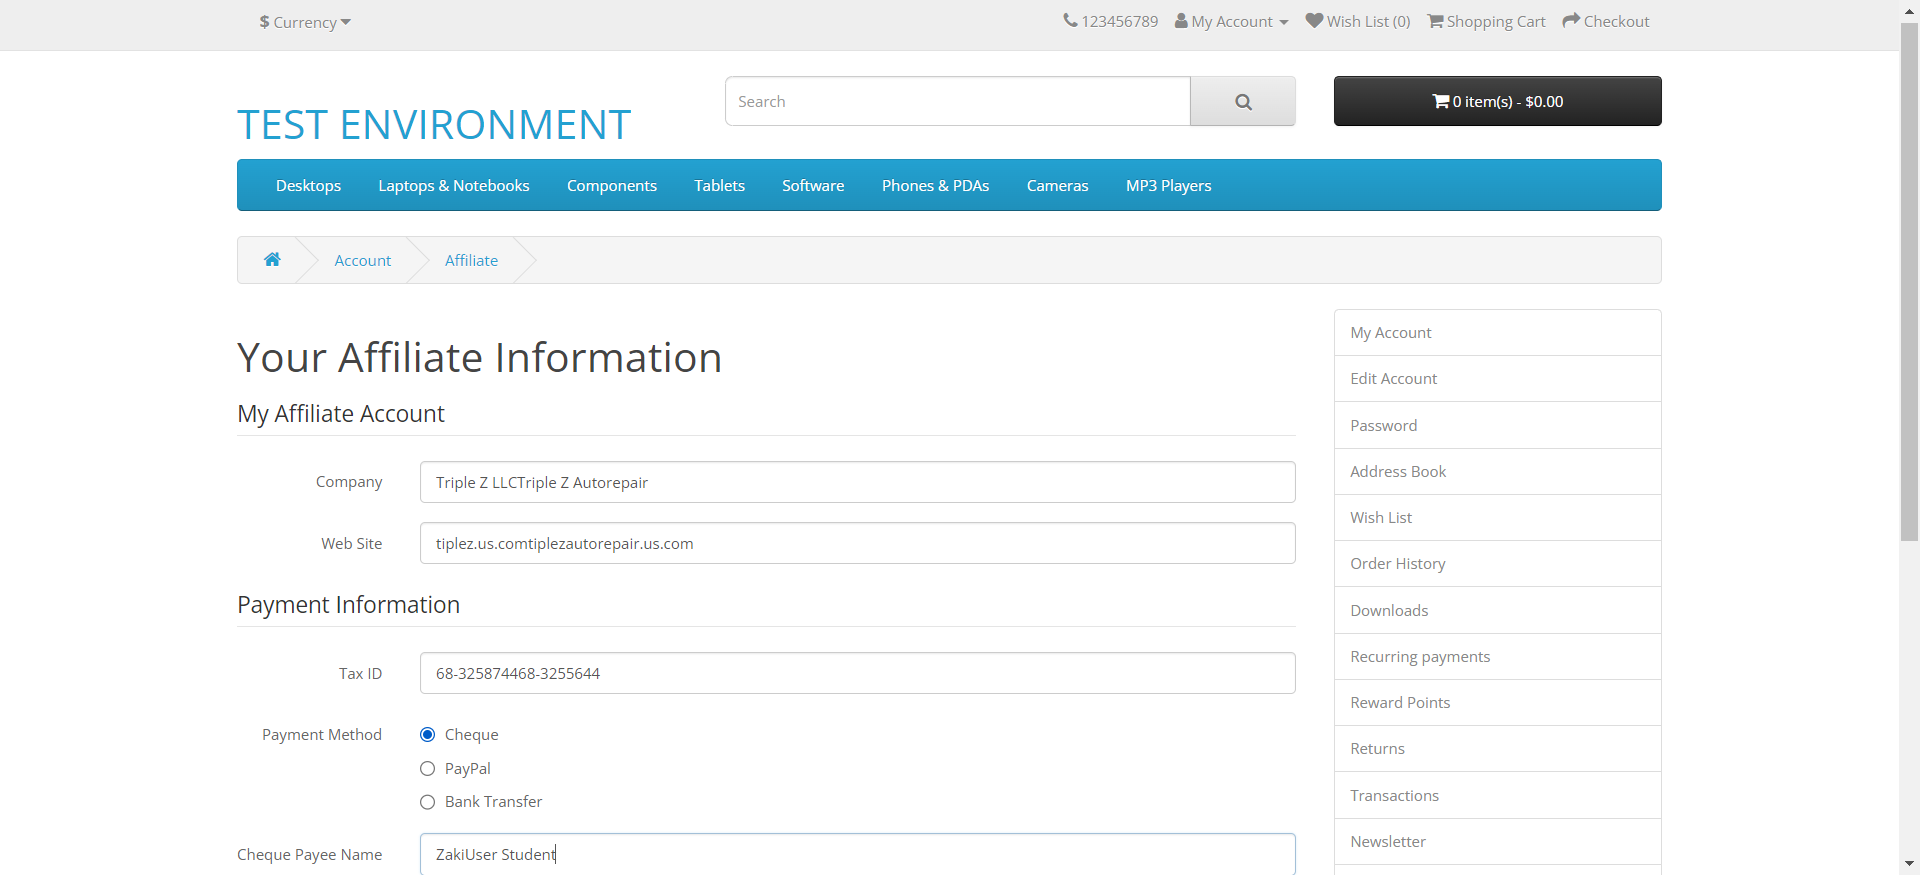 $ Currency
123456789 My Account Wish List (0) Shopping Cart Checkout
TEST ENVIRONMENT
Search
0 item(s) - $0.00
Desktops Laptops & Notebooks Components Tablets Software Phones & PDAs Cameras MP3 Players
Account Affiliate
Your Affiliate Information
My Affiliate Account
Company Triple Z LLCTriple Z Autorepair
Web Site tiplez.us.comtiplezautorepair.us.com
Payment Information
Tax ID 68-325874468-3255644
Payment Method Cheque
PayPal
Bank Transfer
Cheque Payee Name ZakiUser Student
My Account
Edit Account
Password
Address Book
Wish List
Order History
Downloads
Recurring payments
Reward Points
Returns
Transactions
Newsletter